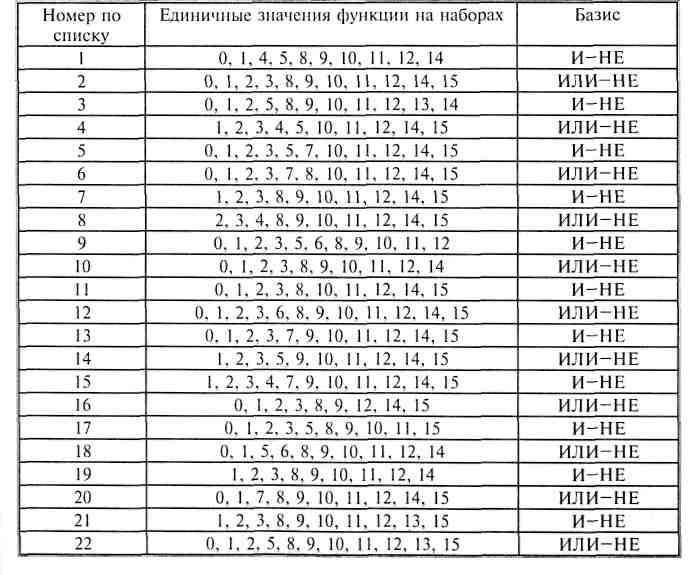 Номер по списку	Единичные значения функции на наборах	Базис
1	0, 1, 4, 5, 8, 9, 10, 11, 12, 14	И−НЕ
2	0, 1, 2, 3, 8, 9, 10, 11, 12, 14, 15	ИЛИ−НЕ
3	0, 1, 2, 5, 8, 9, 10, 11, 12, 13, 14	И−НЕ
4	1, 2, 3, 4, 5, 10, 11, 12, 14, 15	ИЛИ−НЕ
5	0, 1, 2, 3, 5, 7, 10, 11, 12, 14, 15	И−НЕ
6	0, 1, 2, 3, 7, 8, 10, 11, 12, 14, 15	ИЛИ−НЕ
7	1, 2, 3, 8, 9, 10, 11, 12, 14, 15	И−НЕ
8	2, 3, 4, 8, 9, 10, 11, 12, 14, 15	ИЛИ−НЕ
9	0, 1, 2, 3, 5, 6, 8, 9, 10, 11, 12	И−НЕ
10	0, 1, 2, 3, 8, 9, 10, 11, 12, 14	ИЛИ−НЕ
11	0, 1, 2, 3, 8, 10, 11, 12, 14, 15	И−НЕ
12	0, 1, 2, 3, 6, 8, 9, 10, 11, 12, 14, 15	ИЛИ−НЕ
13	0, 1, 2, 3, 7, 9, 10, 11, 12, 14, 15	И−НЕ
14	1, 2, 3, 5, 9, 10, 11, 12, 14, 15	ИЛИ−НЕ
15	1, 2, 3, 4, 7, 9, 10, 11, 12, 14, 15	И−НЕ
16	0, 1, 2, 3, 8, 9, 12, 14, 15	ИЛИ−НЕ
17	0, 1, 2, 3, 5, 8, 9, 10, 11, 15	И−НЕ
18	0, 1, 5, 6, 8, 9, 10, 11, 12, 14	ИЛИ−НЕ
19	1, 2, 3, 8, 9, 10, 11, 12, 14	И−НЕ
20	0, 1, 7, 8, 9, 10, 11, 12, 14, 15	ИЛИ−НЕ
21	1, 2, 3, 8, 9, 10, 11, 12, 13, 15	И−НЕ
22	0, 1, 2, 5, 8, 9, 10, 11, 12, 13, 15	ИЛИ−НЕ